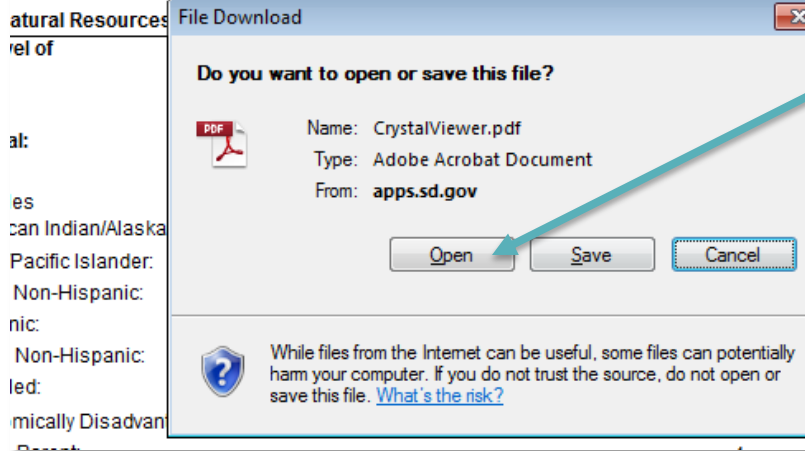 atural Resources
vel of
al:
es
can Indian/Alaska
Pacific Islander:
Non-Hispanic:
nic:
Non-Hispanic:
led:
mically Disadvan
File Download
Do you want to open or save this file?
PDF
Name: CrystalViewer.pdf
Type: Adobe Acrobat Document
From: apps.sd.gov
Open Save Cancel
While files from the Internet can be useful, some files can potentially
harm your computer. If you do not trust the source, do not open or
save this file. What's the risk?